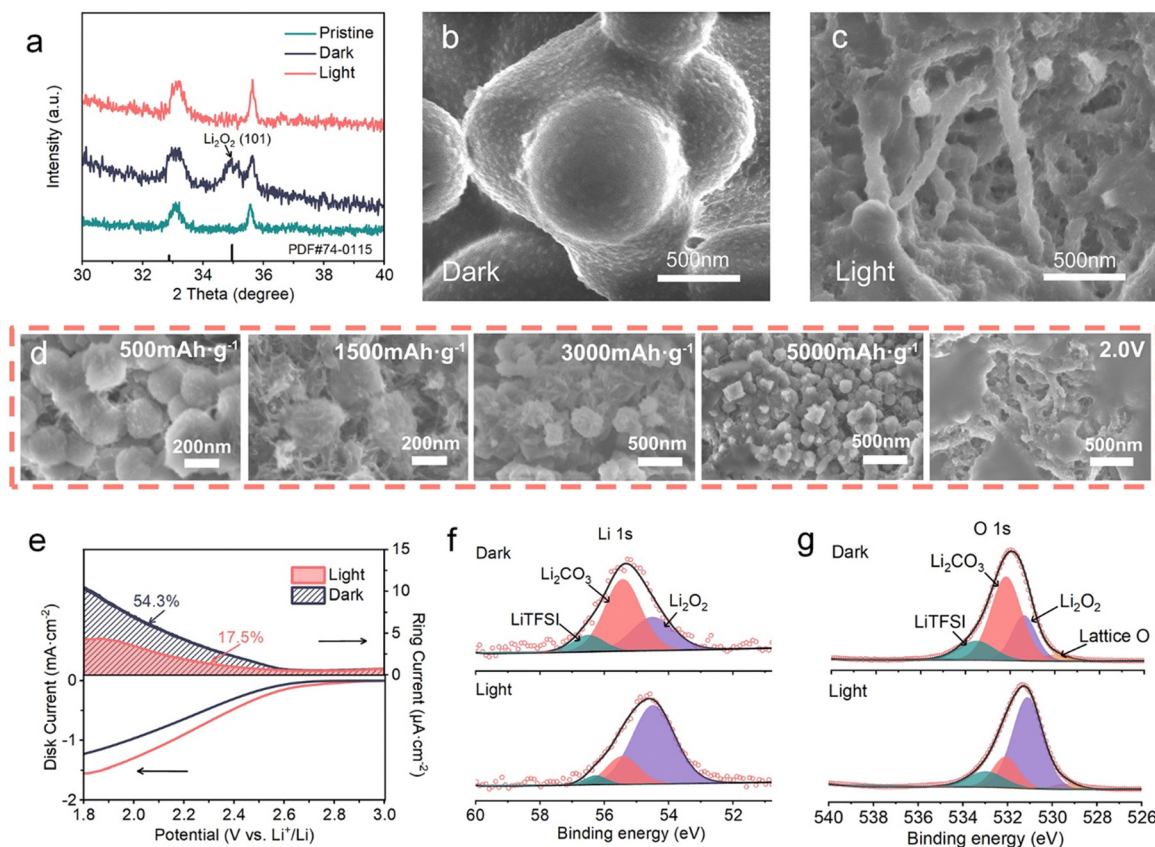 a
Pristine
Dark
Light
Li₂O₂ (101)
PDF#74-0115
Intensity (a.u.)
30 32 34 36 38 40
2 Theta (degree)
b
Dark
500nm
c
Light
500nm
d
500mAh·g⁻¹
200nm
1500mAh·g⁻¹
200nm
3000mAh·g⁻¹
500nm
5000mAh·g⁻¹
500nm
2.0V
500nm
e
Light
Dark
54.3%
17.5%
15
10
5
0
Ring Current (μA·cm⁻²)
0
-1
-2
Disk Current (mA·cm⁻²)
1.8 2.0 2.2 2.4 2.6 2.8 3.0
Potential (V vs. Li⁺/Li)
f
Li 1s
Dark
Li₂CO₃
LiTFSI
Li₂O₂
Light
60 58 56 54 52
Binding energy (eV)
g
O 1s
Dark
Li₂CO₃
LiTFSI
Li₂O₂
Lattice O
Light
540 538 536 534 532 530 528 526
Binding energy (eV)